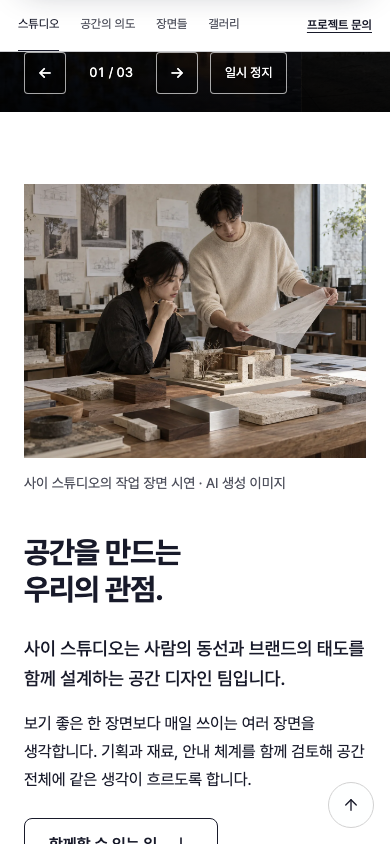 스튜디오 공간의 의도 장면들 갤러리 프로젝트 문의
01 / 03 일시 정지
사이 스튜디오의 작업 장면 시연 · AI 생성 이미지
공간을 만드는
우리의 관점.
사이 스튜디오는 사람의 동선과 브랜드의 태도를
함께 설계하는 공간 디자인 팀입니다.
보기 좋은 한 장면보다 매일 쓰이는 여러 장면을
생각합니다. 기획과 재료, 안내 체계를 함께 검토해 공간
전체에 같은 생각이 흐르도록 합니다.
함께할 수 있는 일